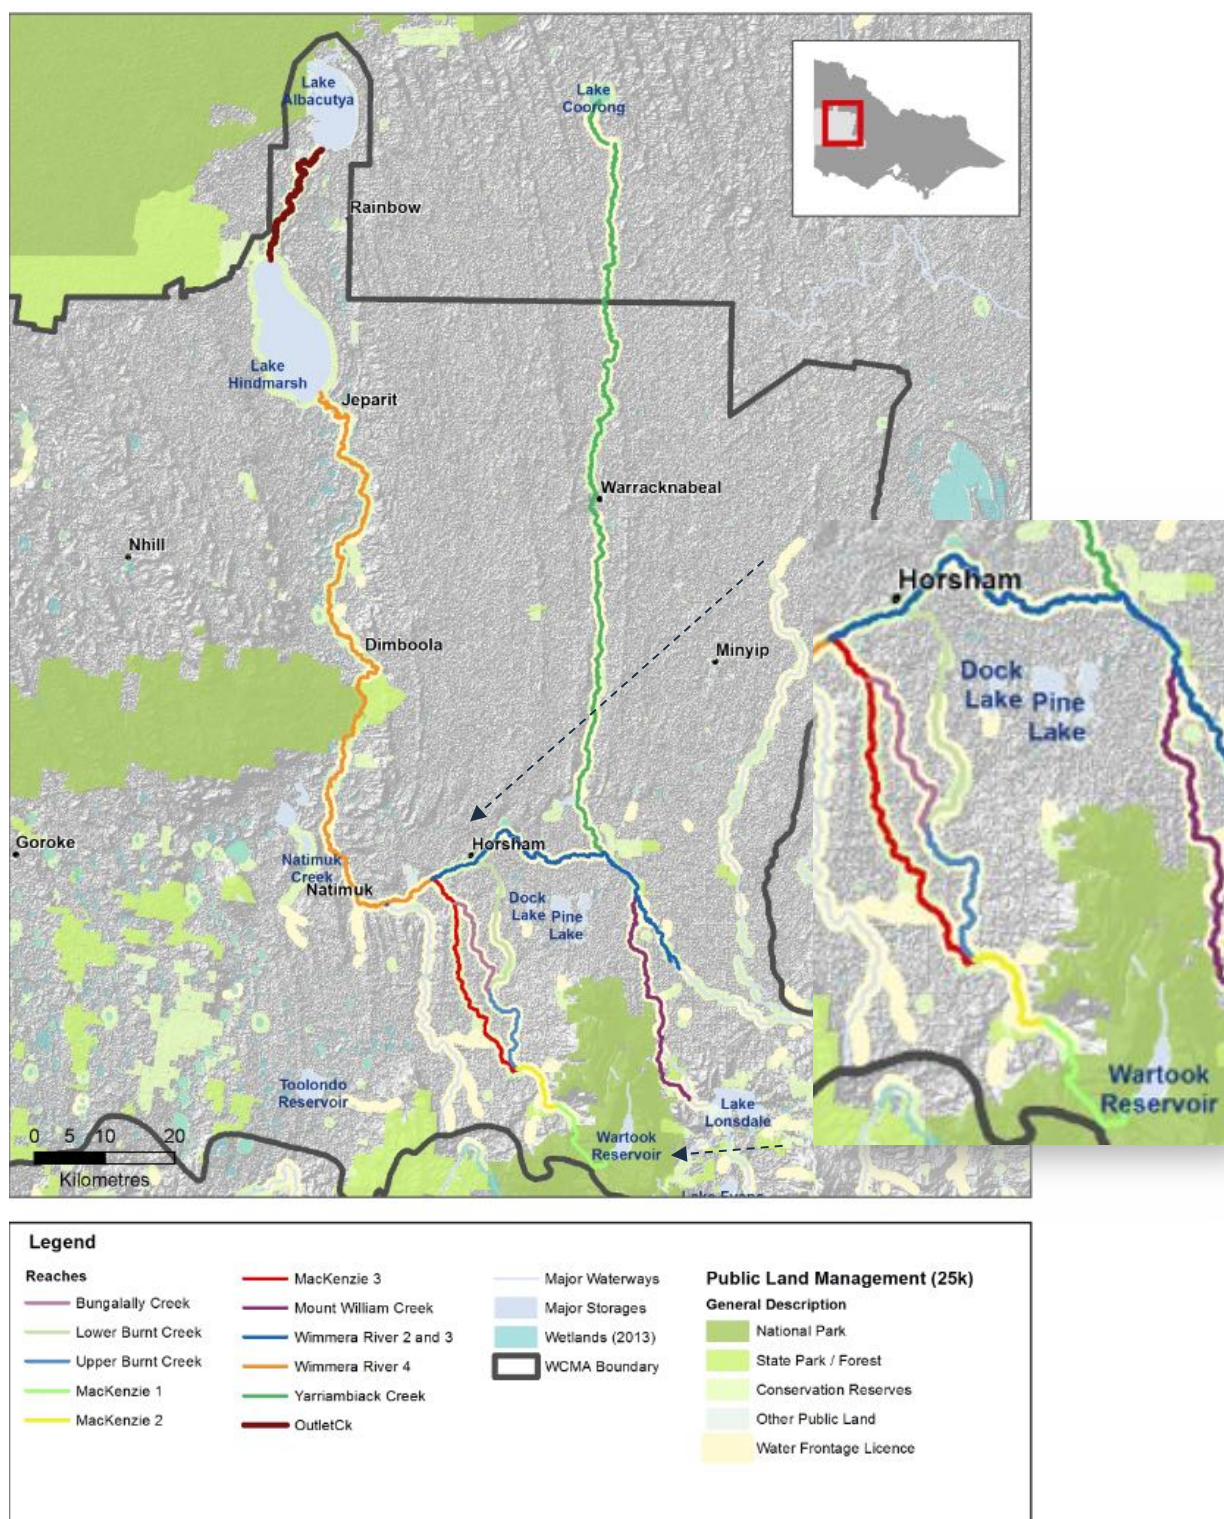 Lake
Albacutya
Lake
Coorong
Rainbow
Lake
Hindmarsh
Jeparit
Warracknabeal
Nhill
Dimboola
Minyip
Goroke
Horsham
Natimuk
Creek
Natimuk
Dock
Lake
Pine
Lake
Toolondo
Reservoir
Lake
Lonsdale
Wartook
Reservoir
0 5 10 20
Kilometres
Horsham
Dock
Lake
Pine
Lake
Wartook
Reservoir
Legend
Reaches
Bungalally Creek
Lower Burnt Creek
Upper Burnt Creek
MacKenzie 1
MacKenzie 2
MacKenzie 3
Mount William Creek
Wimmera River 2 and 3
Wimmera River 4
Yarriambiack Creek
OutletCk
Major Waterways
Major Storages
Wetlands (2013)
WCMA Boundary
Public Land Management (25k)
General Description
National Park
State Park / Forest
Conservation Reserves
Other Public Land
Water Frontage Licence